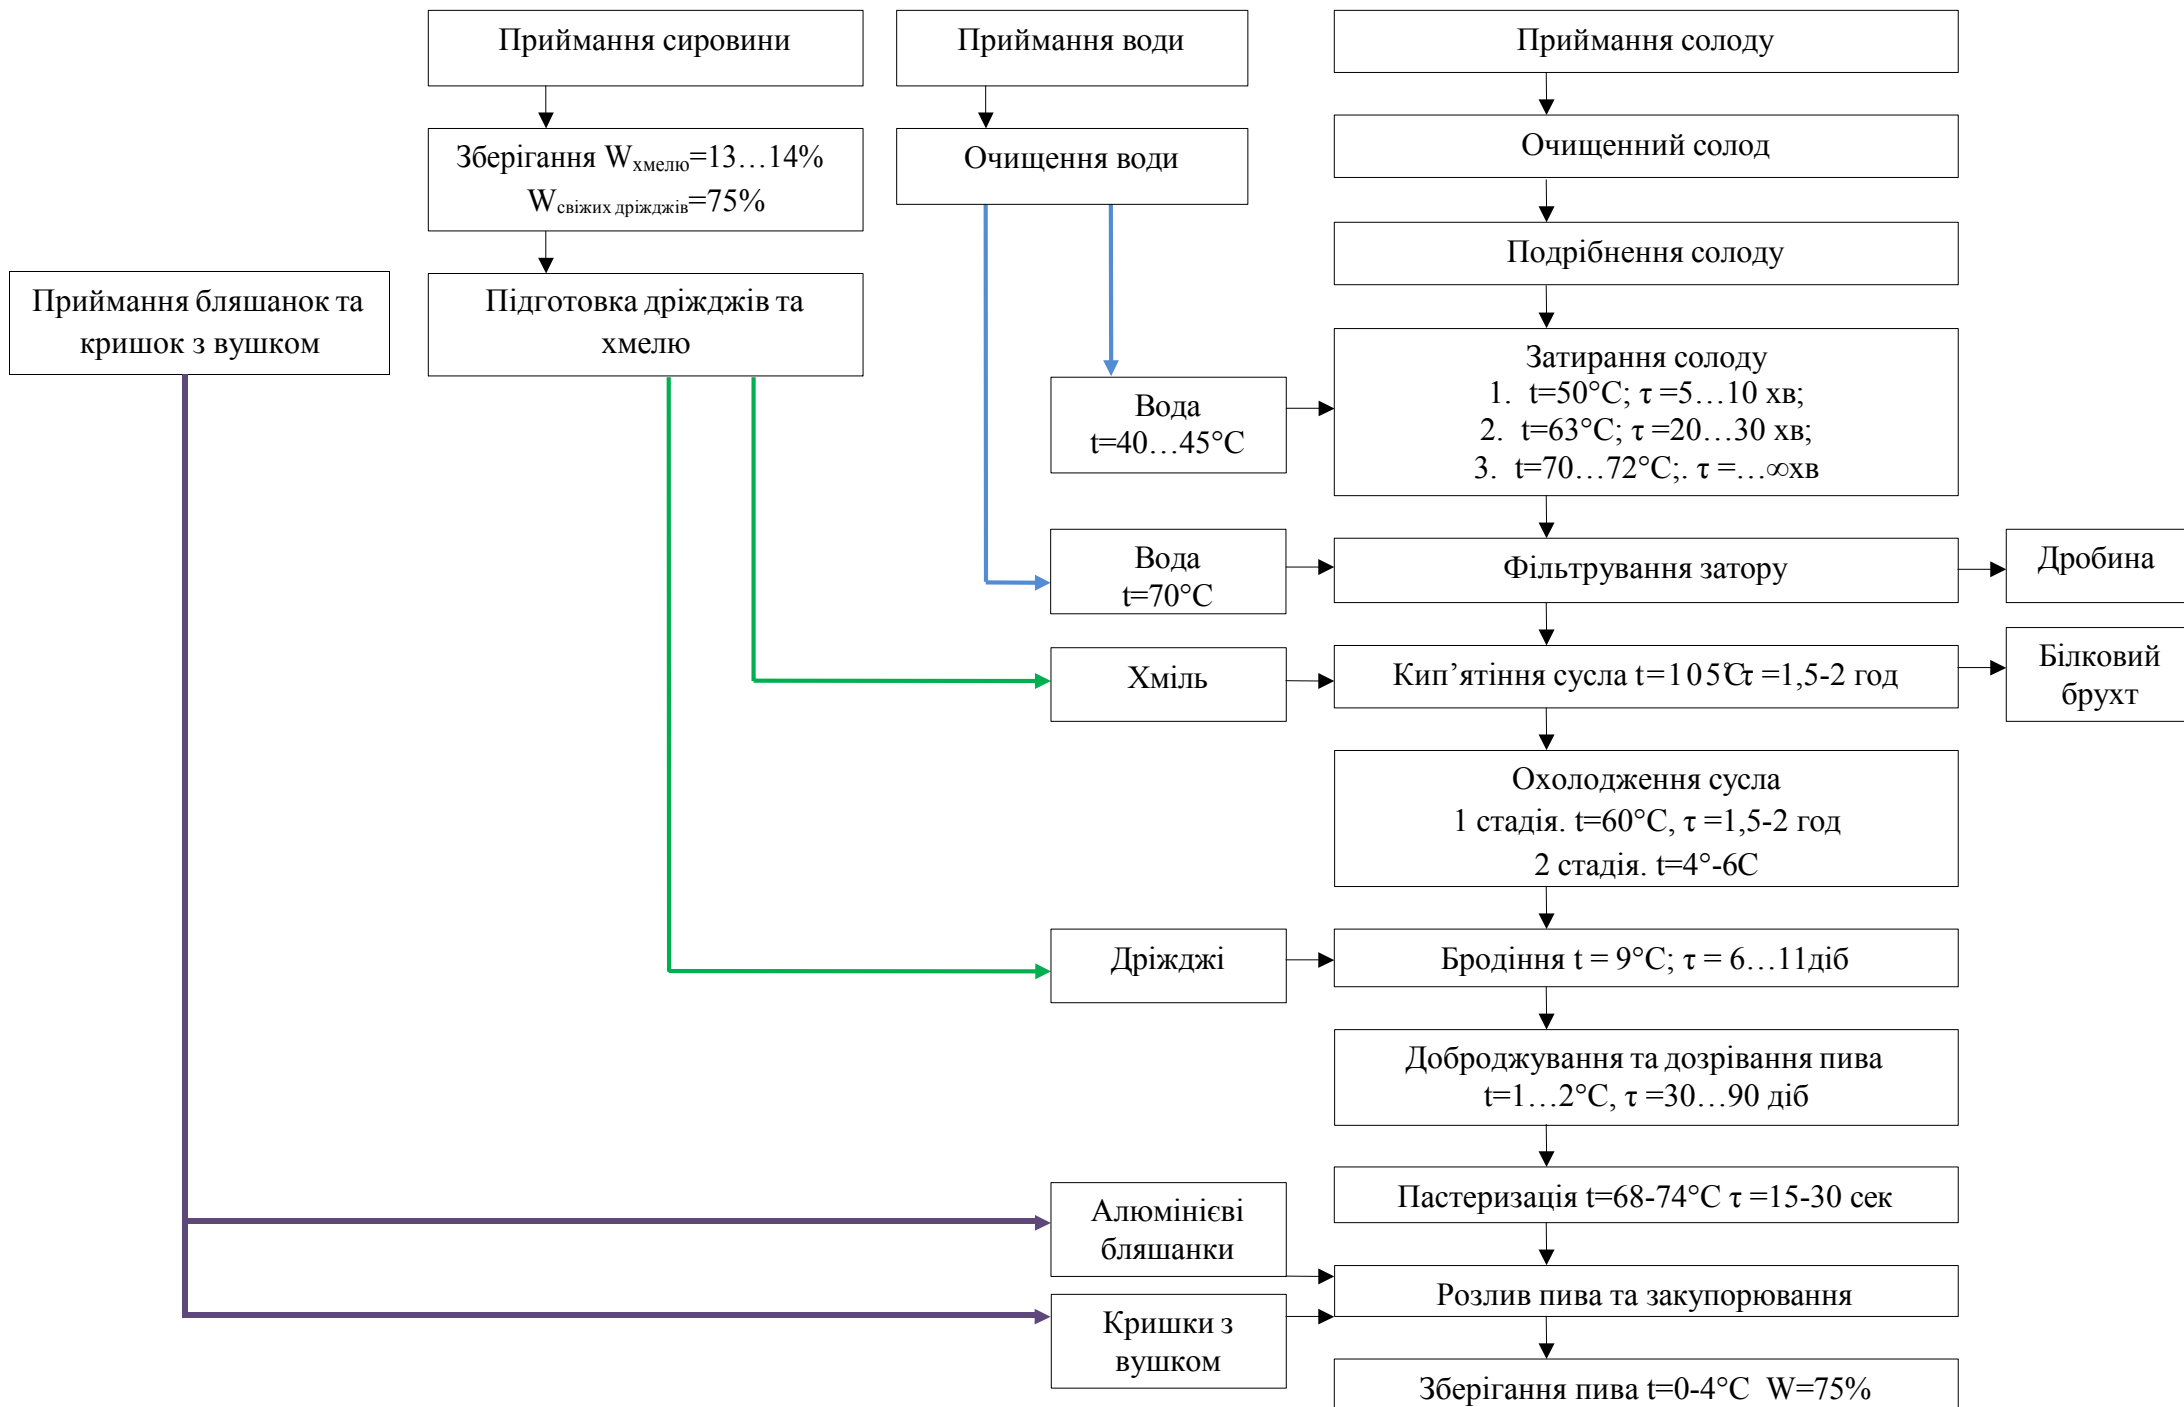 Приймання сировини
Приймання води
Приймання солоду
Зберігання Wхмелю=13…14%
Wсвіжих дріжджів=75%
Очищення води
Очищенний солод
Подрібнення солоду
Приймання бляшанок та
кришок з вушком
Підготовка дріжджів та
хмелю
Вода
t=40…45°C
Затирання солоду
1. t=50°C; τ =5…10 хв;
2. t=63°C; τ =20…30 хв;
3. t=70…72°C;. τ =…∞хв
Вода
t=70°C
Фільтрування затору
Дробина
Хміль
Кип’ятіння сусла t=105°C τ =1,5-2 год
Білковий
брухт
Охолодження сусла
1 стадія. t=60°C, τ =1,5-2 год
2 стадія. t=4°-6С
Дріжджі
Бродіння t = 9°C; τ = 6…11діб
Доброджування та дозрівання пива
t=1…2°C, τ =30…90 діб
Пастеризація t=68-74°C τ =15-30 сек
Алюмінієві
бляшанки
Розлив пива та закупорювання
Кришки з
вушком
Зберігання пива t=0-4°C W=75%